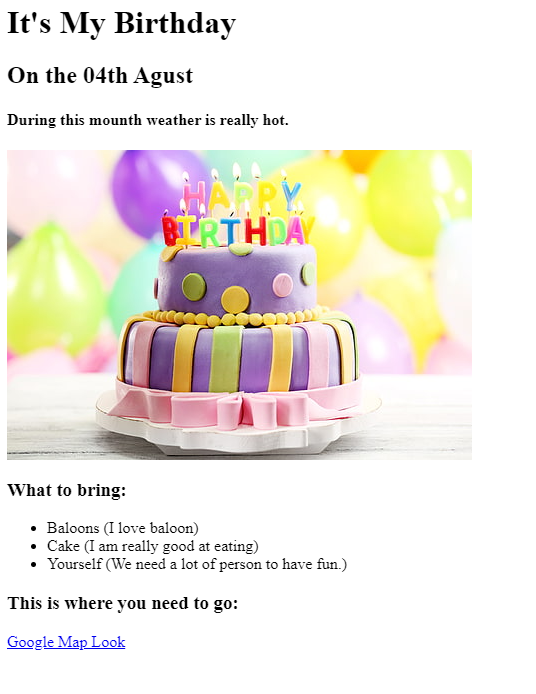 It's My Birthday
On the 04th Agust
During this mounth weather is really hot.
HAPPY
BIRTHDAY
What to bring:
Baloons (I love baloon)
Cake (I am really good at eating)
Yourself (We need a lot of person to have fun.)
This is where you need to go:
Google Map Look